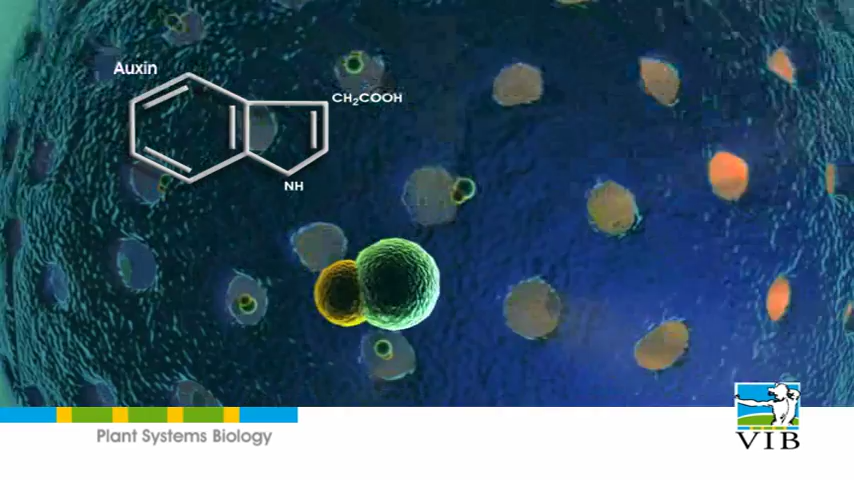 Auxin
CH₂COOH
NH
Plant Systems Biology
VIB